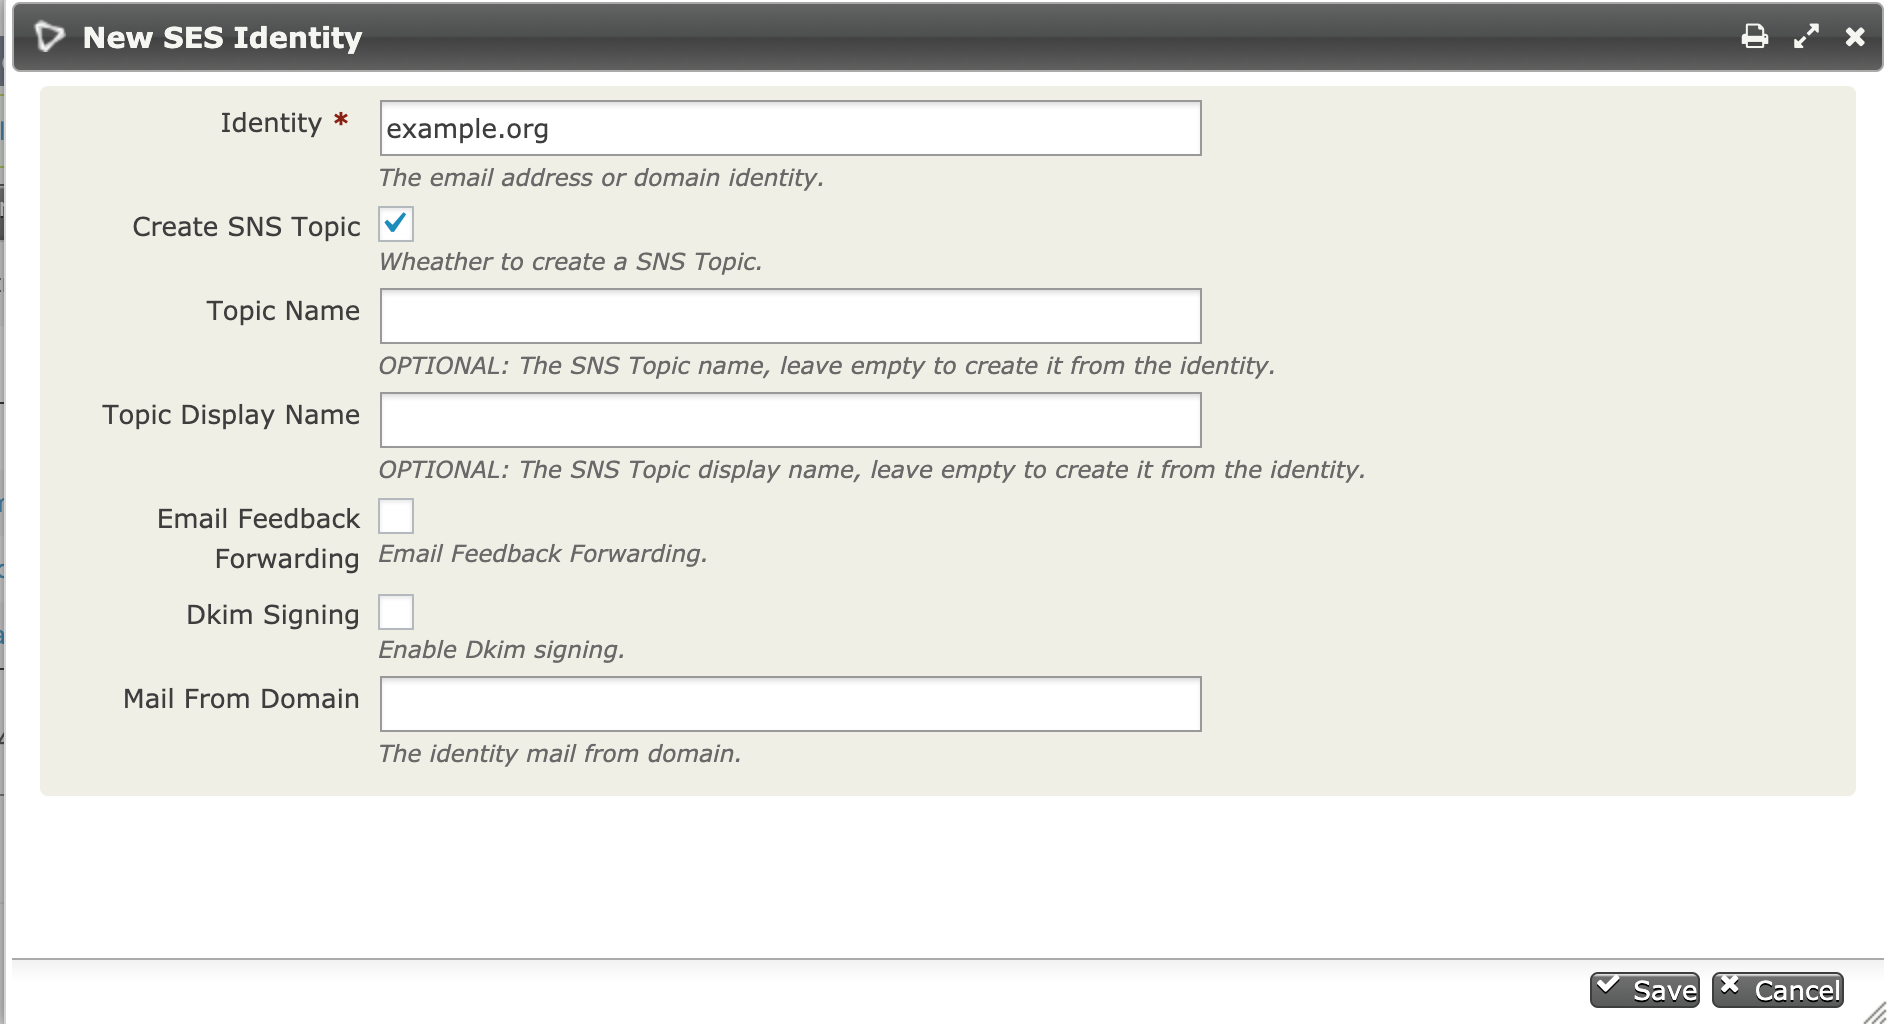 New SES Identity
Identity *
example.org
The email address or domain identity.
Create SNS Topic
Wheather to create a SNS Topic.
Topic Name
OPTIONAL: The SNS Topic name, leave empty to create it from the identity.
Topic Display Name
OPTIONAL: The SNS Topic display name, leave empty to create it from the identity.
Email Feedback
Forwarding
Email Feedback Forwarding.
Dkim Signing
Enable Dkim signing.
Mail From Domain
The identity mail from domain.
Save
Cancel